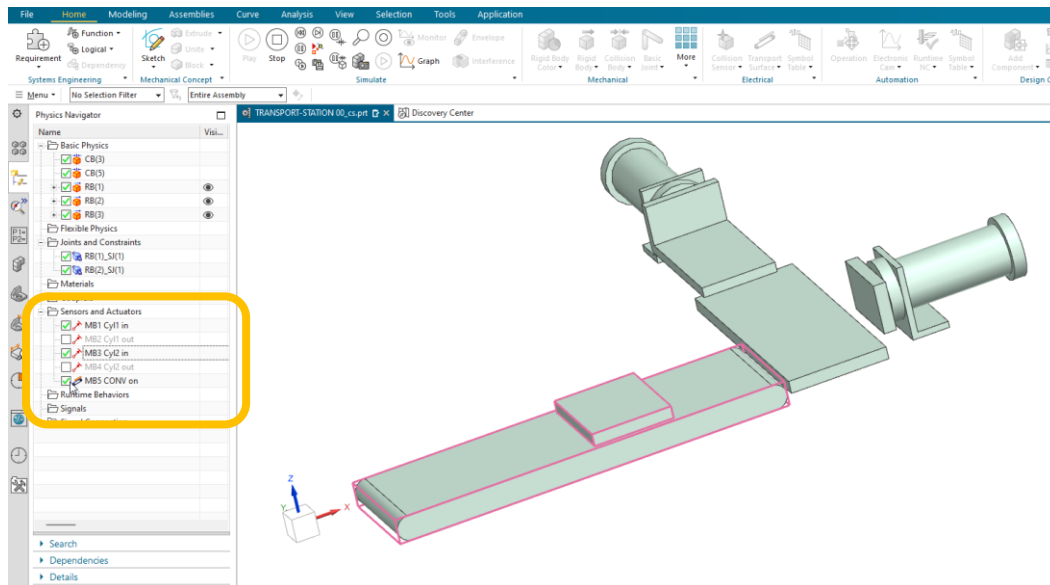 File Home Modeling Assemblies Curve Analysis View Selection Tools Application
Requirement
Function
Logical
Dependency
Systems Engineering
Sketch
Extrude
Unite
Block
Mechanical Concept
Play
Stop
Monitor
Envelope
Graph
Interference
Simulate
Rigid Body Color
Rigid Body
Collision Body
Basic Joint
More
Mechanical
Collision Sensor
Transport Surface
Symbol Table
Electrical
Operation
Electronic Cam
Runtime NC
Symbol Table
Automation
Add Component
Design
Menu No Selection Filter Entire Assembly
Physics Navigator
TRANSPORT-STATION 00_cs.prt Discovery Center
Name Visi...
Basic Physics
CB(3)
CB(5)
RB(1)
RB(2)
RB(3)
Flexible Physics
Joints and Constraints
RB(1)_SJ(1)
RB(2)_SJ(1)
Materials
Sensors and Actuators
MB1 Cyl1 in
MB2 Cyl1 out
MB3 Cyl2 in
MB4 Cyl2 out
MB5 CONV on
Runtime Behaviors
Signals
Search
Dependencies
Details
P1=
P2=
Z
Y
X